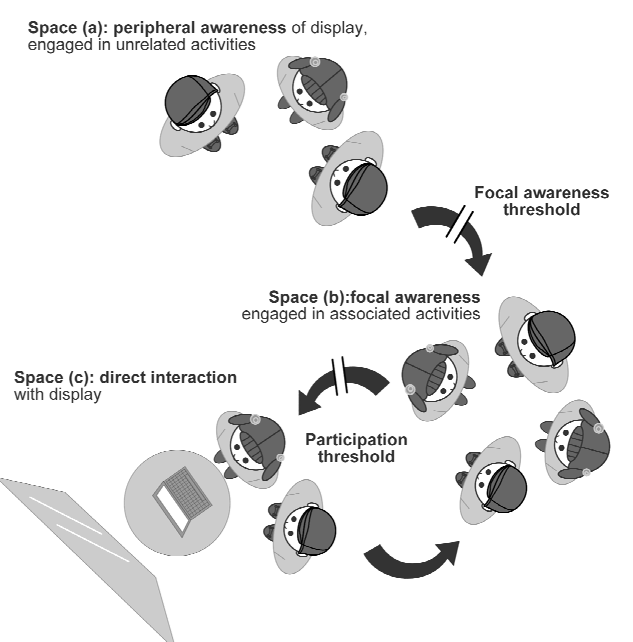 Space (a): peripheral awareness of display,
engaged in unrelated activities
Focal awareness
threshold
Space (b):focal awareness
engaged in associated activities
Space (c): direct interaction
with display
Participation
threshold